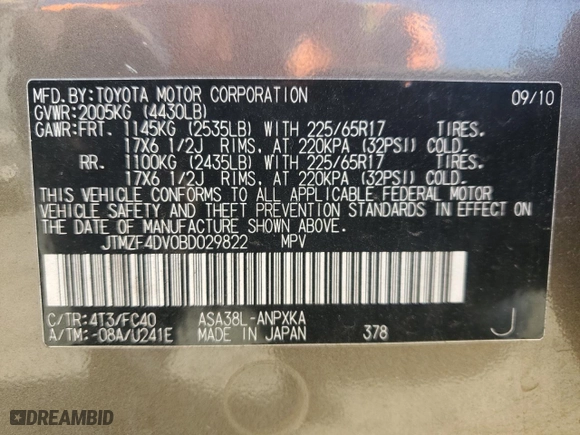 MFD.BY:TOYOTA MOTOR CORPORATION 09/10
GVWR:2005KG (4430LB)
GAWR:FRT. 1145KG (2535LB) WITH 225/65R17 TIRES.
17X6 1/2J RIMS, AT 220KPA (32PSI) COLD.
RR. 1100KG (2435LB) WITH 225/65R17 TIRES.
17X6 1/2J RIMS, AT 220KPA (32PSI) COLD.
THIS VEHICLE CONFORMS TO ALL APPLICABLE FEDERAL MOTOR
VEHICLE SAFETY AND THEFT PREVENTION STANDARDS IN EFFECT ON
THE DATE OF MANUFACTURE SHOWN ABOVE.
JTMZF4DV0BD029822 MPV
C/TR:4T3/FC40 ASA38L-ANPXKA
A/TM:-08A/U241E MADE IN JAPAN 378 J
DREAMBID